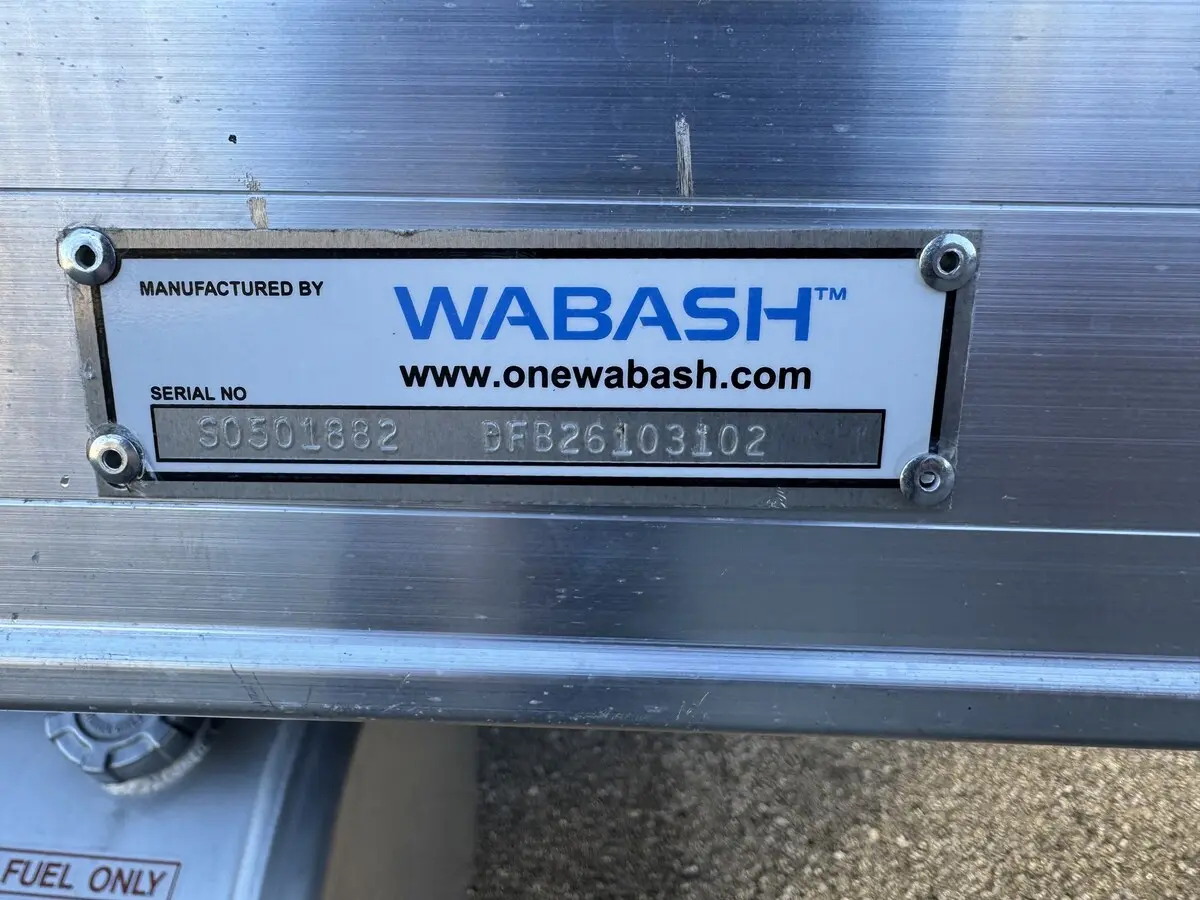 MANUFACTURED BY
WABASH™
www.onewabash.com
SERIAL NO
S0501882 DFB26103102
FUEL ONLY